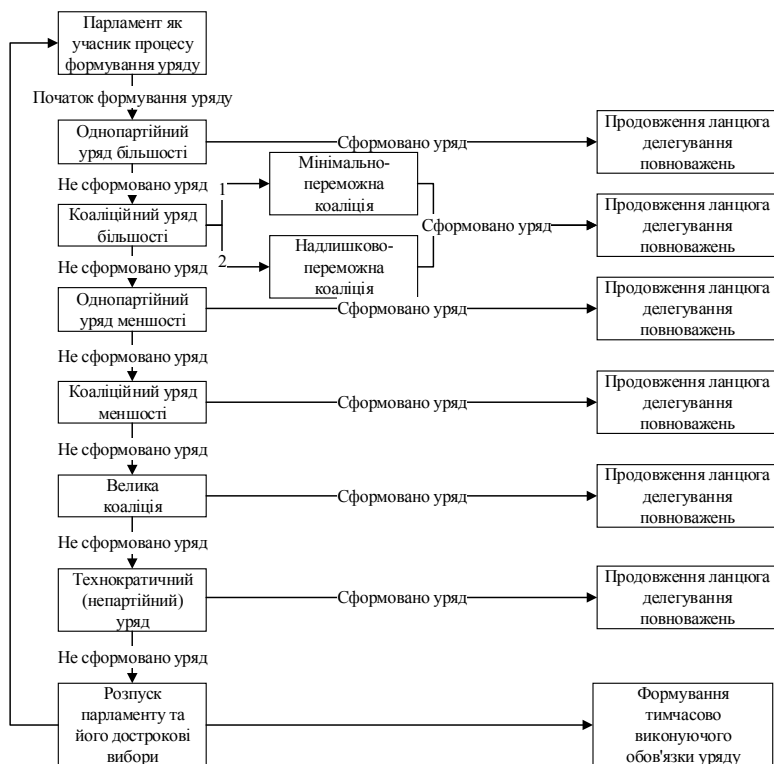 Парламент як
учасник процесу
формування уряду
Початок формування уряду
Однопартійний
уряд більшості
Сформовано уряд
Продовження ланцюга
делегування
повноважень
Не сформовано уряд
1
Мінімально-
переможна
коаліція
Коаліційний уряд
більшості
Сформовано уряд
Продовження ланцюга
делегування
повноважень
2
Надлишково-
переможна
коаліція
Не сформовано уряд
Однопартійний
уряд меншості
Сформовано уряд
Продовження ланцюга
делегування
повноважень
Не сформовано уряд
Коаліційний уряд
меншості
Сформовано уряд
Продовження ланцюга
делегування
повноважень
Не сформовано уряд
Велика
коаліція
Сформовано уряд
Продовження ланцюга
делегування
повноважень
Не сформовано уряд
Технократичний
(непартійний)
уряд
Сформовано уряд
Продовження ланцюга
делегування
повноважень
Не сформовано уряд
Розпуск
парламенту та
його дострокові
вибори
Формування
тимчасово
виконуючого
обов'язки уряду